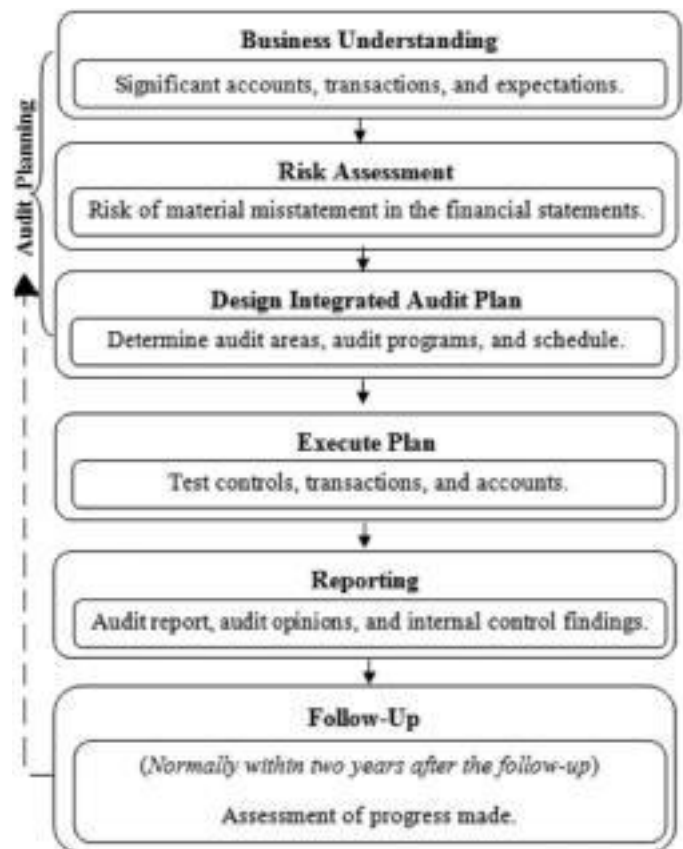 Audit Planning
Business Understanding
Significant accounts, transactions, and expectations.
Risk Assessment
Risk of material misstatement in the financial statements.
Design Integrated Audit Plan
Determine audit areas, audit programs, and schedule.
Execute Plan
Test controls, transactions, and accounts.
Reporting
Audit report, audit opinions, and internal control findings.
Follow-Up
(Normally within two years after the follow-up)
Assessment of progress made.